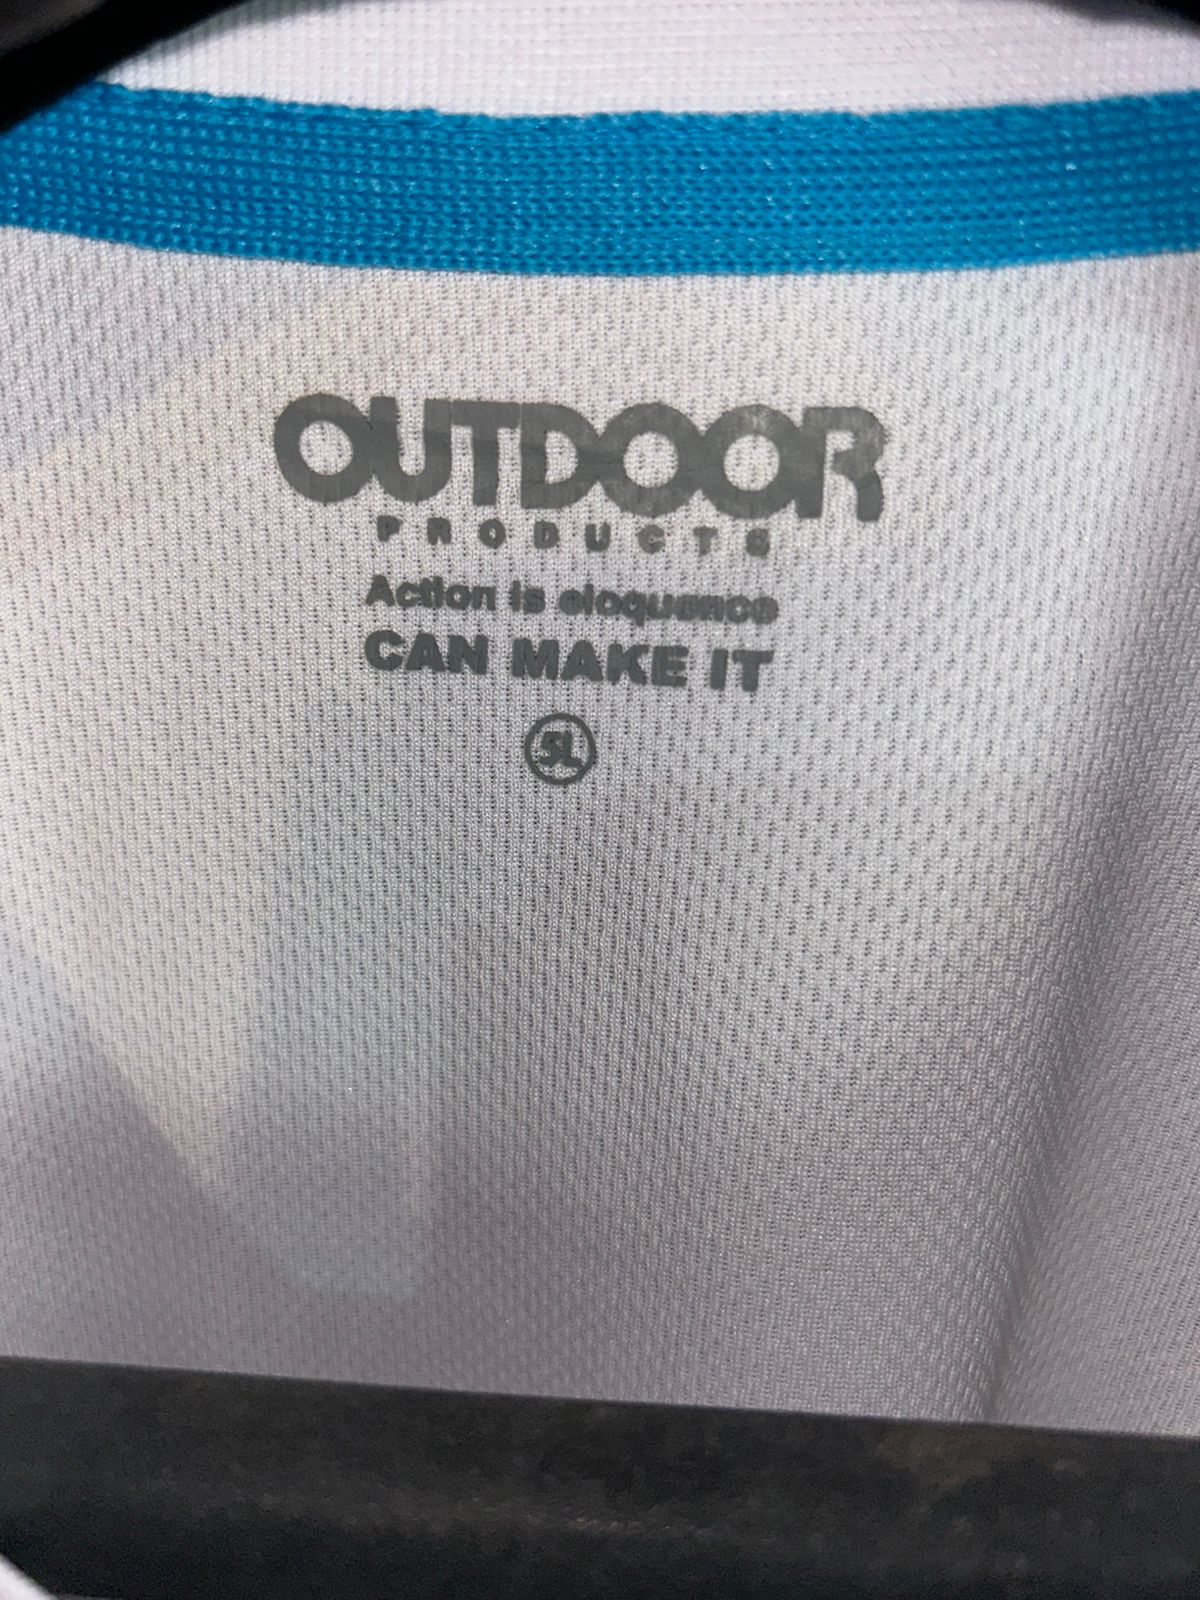 OUTDOOR
PRODUCTS
Action is eloquence
CAN MAKE IT
5L